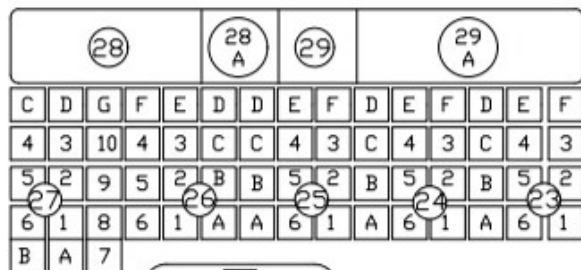 28 28 A 29 29 A
C D G F E D D E F D E F D E F
4 3 10 4 3 C C 4 3 C 4 3 C 4 3
5 2 9 5 2 B B 5 2 B 5 2 B 5 2
27 26 25 24 23
6 1 8 6 1 A A 6 1 A 6 1 A 6 1
B A 7